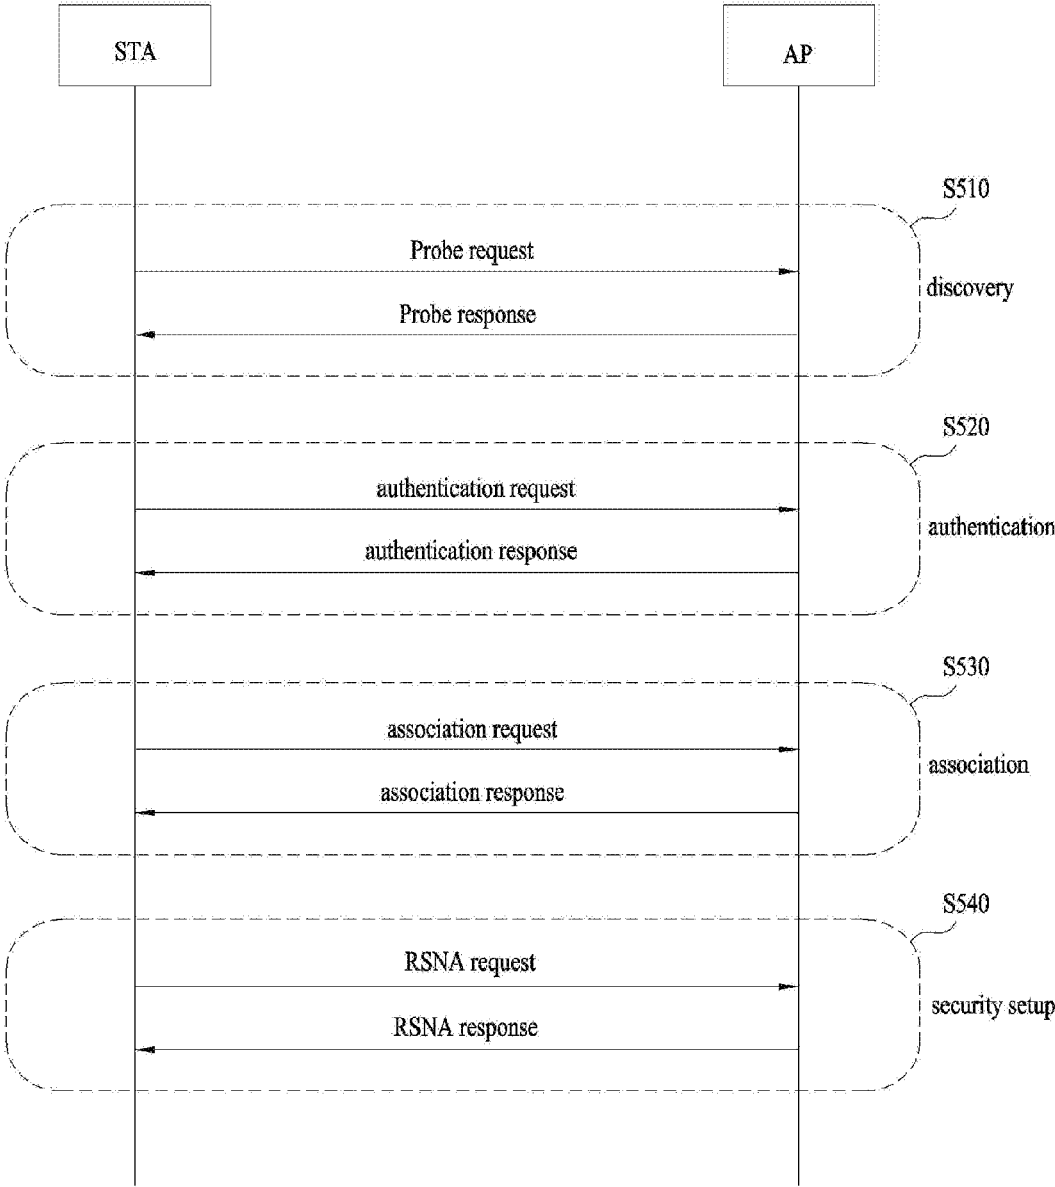 STA
AP
S510
Probe request
discovery
Probe response
S520
authentication request
authentication
authentication response
S530
association request
association
association response
S540
RSNA request
security setup
RSNA response